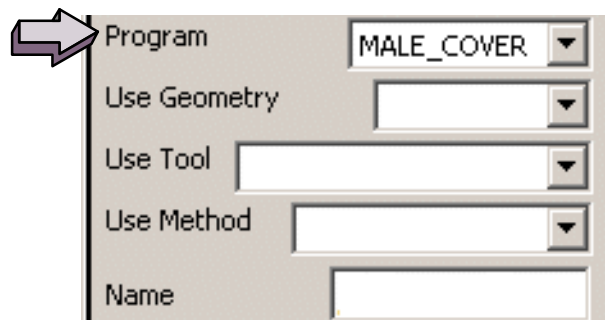 Program MALE_COVER
Use Geometry
Use Tool
Use Method
Name